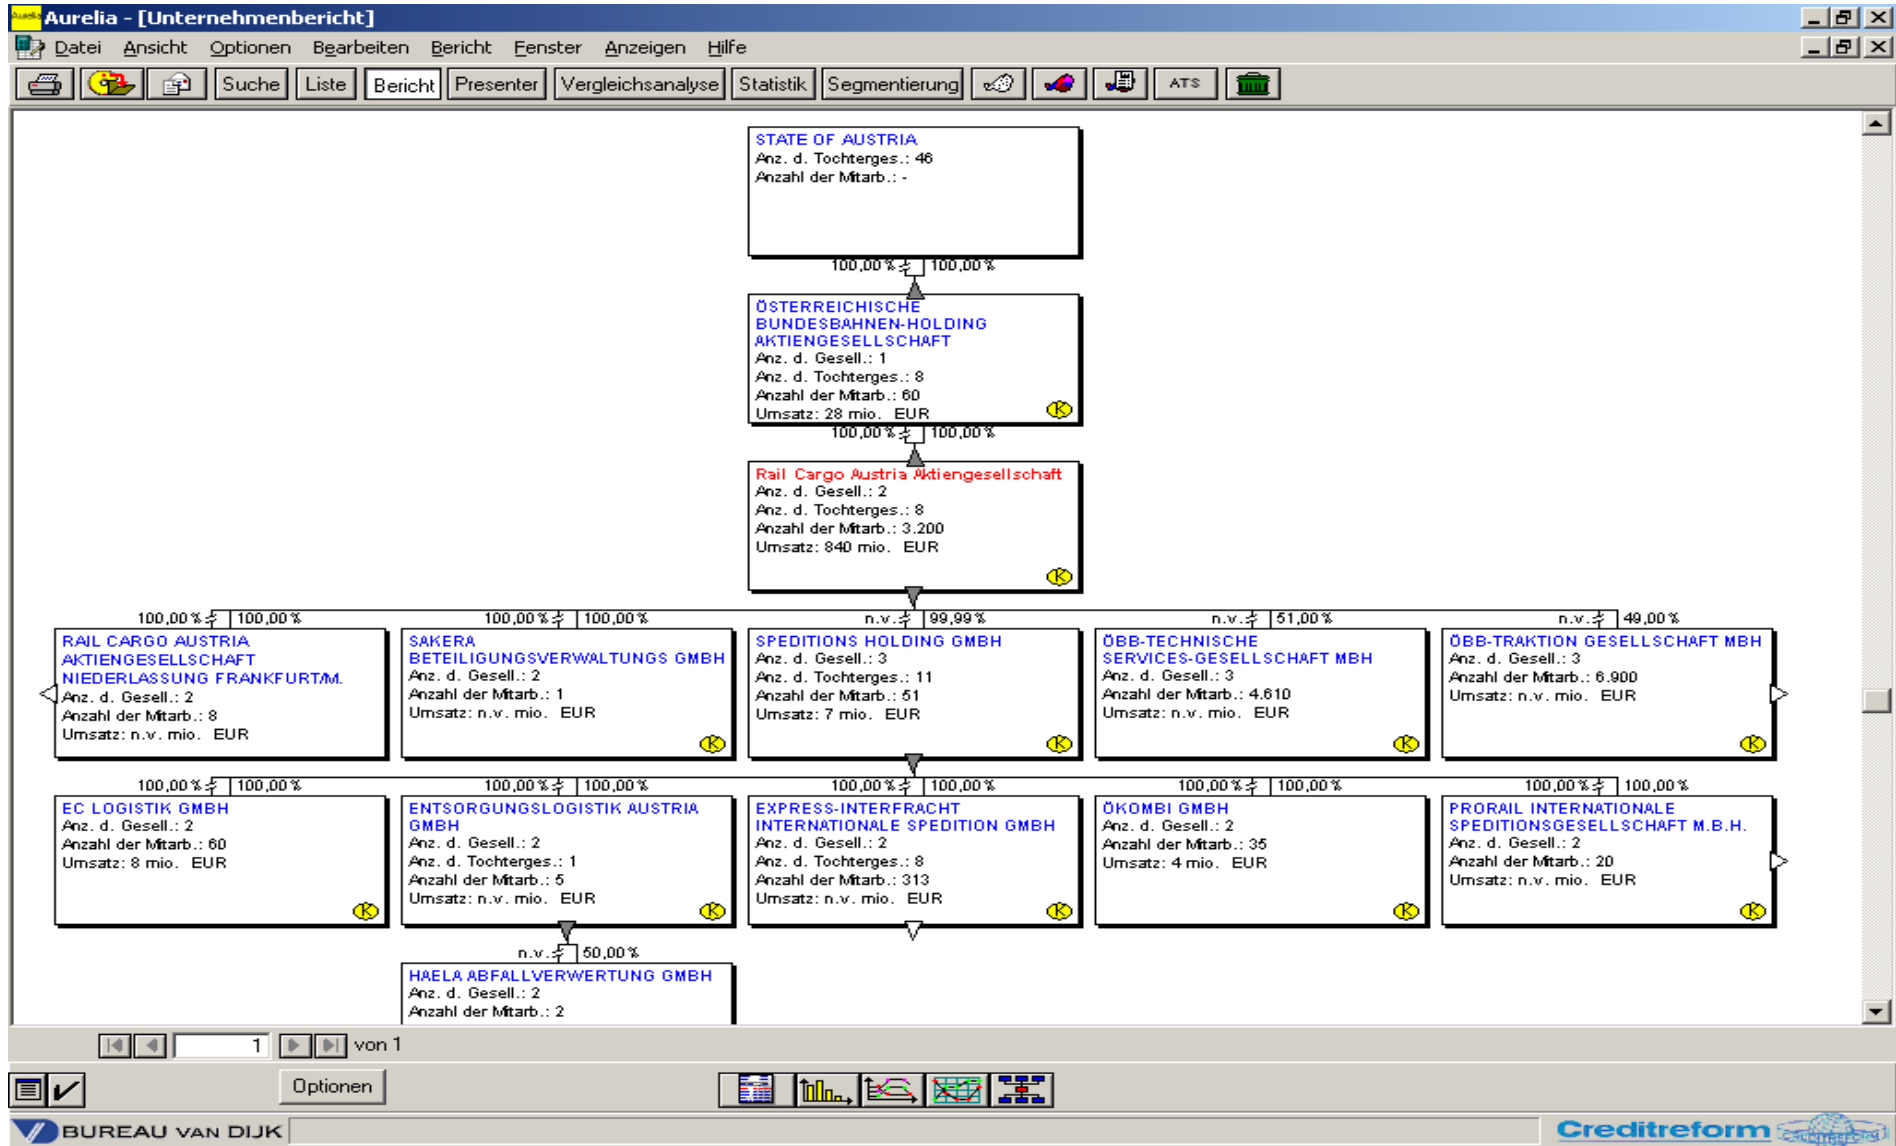 Aurelia
Aurelia - [Unternehmenbericht]
Datei Ansicht Optionen Bearbeiten Bericht Fenster Anzeigen Hilfe
Suche Liste Bericht Presenter Vergleichsanalyse Statistik Segmentierung ATS
STATE OF AUSTRIA
Anz. d. Tochterges.: 46
Anzahl der Mitarb.: -
100,00% 100,00%
ÖSTERREICHISCHE
BUNDESBAHNEN-HOLDING
AKTIENGESELLSCHAFT
Anz. d. Gesell.: 1
Anz. d. Tochterges.: 8
Anzahl der Mitarb.: 60
Umsatz: 28 mio. EUR
K
100,00% 100,00%
Rail Cargo Austria Aktiengesellschaft
Anz. d. Gesell.: 2
Anz. d. Tochterges.: 8
Anzahl der Mitarb.: 3.200
Umsatz: 840 mio. EUR
K
100,00% 100,00%
RAIL CARGO AUSTRIA
AKTIENGESELLSCHAFT
NIEDERLASSUNG FRANKFURT/M.
Anz. d. Gesell.: 2
Anzahl der Mitarb.: 8
Umsatz: n.v. mio. EUR
100,00% 100,00%
SAKERA
BETEILIGUNGSVERWALTUNGS GMBH
Anz. d. Gesell.: 2
Anzahl der Mitarb.: 1
Umsatz: n.v. mio. EUR
K
n.v. 99,99%
SPEDITIONS HOLDING GMBH
Anz. d. Gesell.: 3
Anz. d. Tochterges.: 11
Anzahl der Mitarb.: 51
Umsatz: 7 mio. EUR
K
n.v. 51,00%
ÖBB-TECHNISCHE
SERVICES-GESELLSCHAFT MBH
Anz. d. Gesell.: 3
Anzahl der Mitarb.: 4.610
Umsatz: n.v. mio. EUR
K
n.v. 49,00%
ÖBB-TRAKTION GESELLSCHAFT MBH
Anz. d. Gesell.: 3
Anzahl der Mitarb.: 6.900
Umsatz: n.v. mio. EUR
K
100,00% 100,00%
EC LOGISTIK GMBH
Anz. d. Gesell.: 2
Anzahl der Mitarb.: 60
Umsatz: 8 mio. EUR
K
100,00% 100,00%
ENTSORGUNGSLOGISTIK AUSTRIA
GMBH
Anz. d. Gesell.: 2
Anz. d. Tochterges.: 1
Anzahl der Mitarb.: 5
Umsatz: n.v. mio. EUR
K
100,00% 100,00%
EXPRESS-INTERFRACHT
INTERNATIONALE SPEDITION GMBH
Anz. d. Gesell.: 2
Anz. d. Tochterges.: 8
Anzahl der Mitarb.: 313
Umsatz: n.v. mio. EUR
K
100,00% 100,00%
ÖKOMBI GMBH
Anz. d. Gesell.: 2
Anzahl der Mitarb.: 35
Umsatz: 4 mio. EUR
K
100,00% 100,00%
PRORAIL INTERNATIONALE
SPEDITIONSGESELLSCHAFT M.B.H.
Anz. d. Gesell.: 2
Anzahl der Mitarb.: 20
Umsatz: n.v. mio. EUR
K
n.v. 50,00%
HAELA ABFALLVERWERTUNG GMBH
Anz. d. Gesell.: 2
Anzahl der Mitarb.: 2
1 von 1
Optionen
BUREAU VAN DIJK
Creditreform
CREDITREFORM